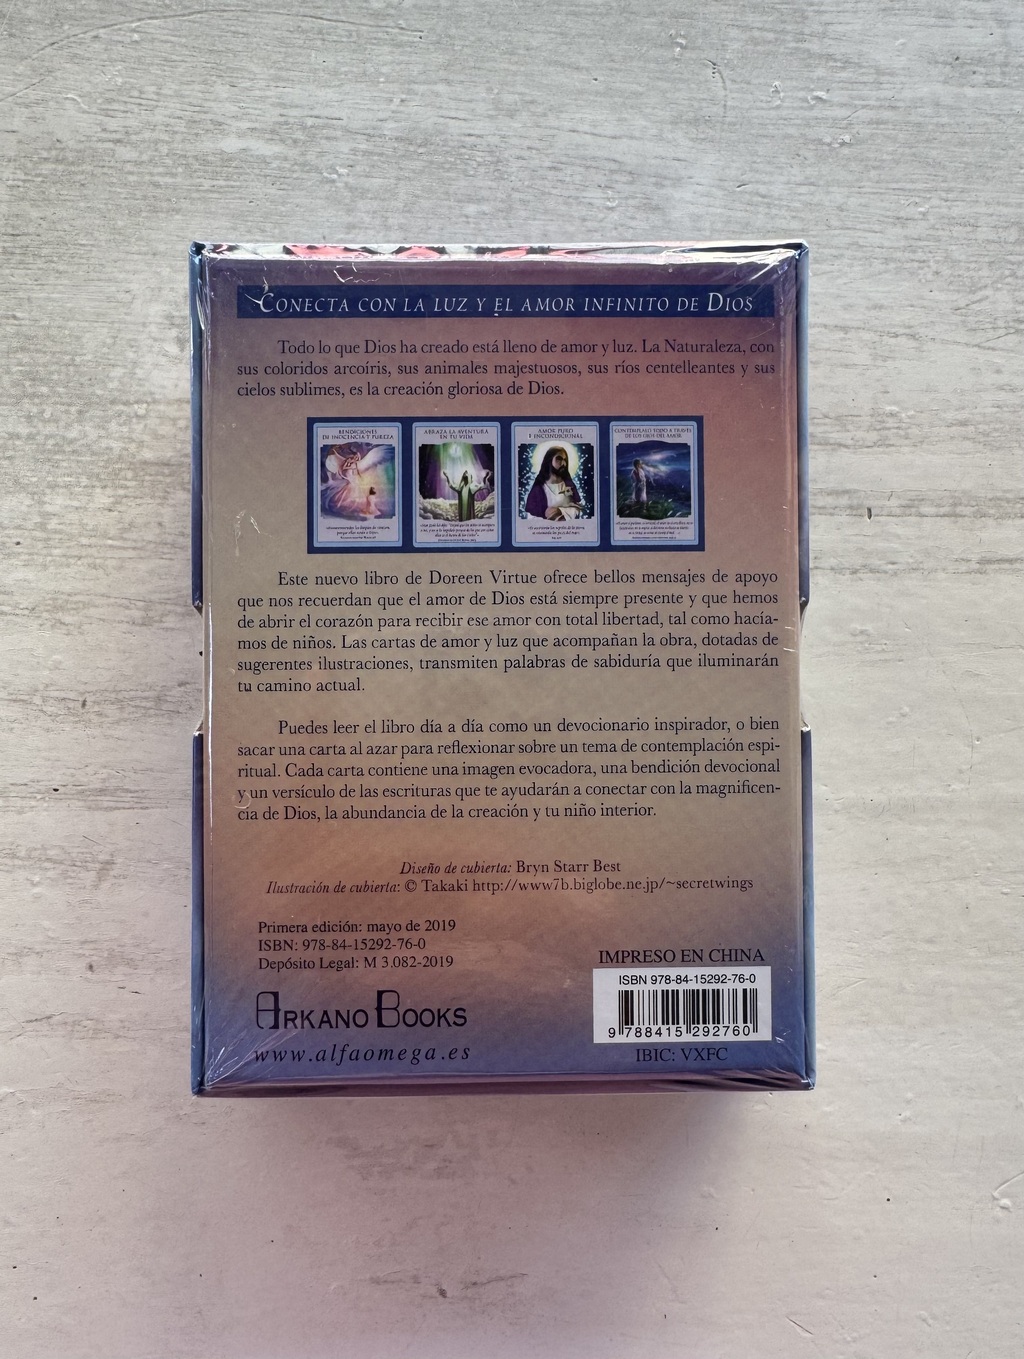 CONECTA CON LA LUZ Y EL AMOR INFINITO DE DIOS
Todo lo que Dios ha creado está lleno de amor y luz. La Naturaleza, con
sus coloridos arcoíris, sus animales majestuosos, sus ríos centelleantes y sus
cielos sublimes, es la creación gloriosa de Dios.
BENDICIONES
DE INOCENCIA Y PUREZA
ABRAZA LA AVENTURA
EN TU VIDA
AMOR PURO
E INCONDICIONAL
CONTÉMPLALO TODO A TRAVÉS
DE LOS OJOS DEL AMOR
Este nuevo libro de Doreen Virtue ofrece bellos mensajes de apoyo
que nos recuerdan que el amor de Dios está siempre presente y que hemos
de abrir el corazón para recibir ese amor con total libertad, tal como hacía-
mos de niños. Las cartas de amor y luz que acompañan la obra, dotadas de
sugerentes ilustraciones, transmiten palabras de sabiduría que iluminarán
tu camino actual.
Puedes leer el libro día a día como un devocionario inspirador, o bien
sacar una carta al azar para reflexionar sobre un tema de contemplación espi-
ritual. Cada carta contiene una imagen evocadora, una bendición devocional
y un versículo de las escrituras que te ayudarán a conectar con la magnificen-
cia de Dios, la abundancia de la creación y tu niño interior.
Diseño de cubierta: Bryn Starr Best
Ilustración de cubierta: © Takaki http://www7b.biglobe.ne.jp/~secretwings
Primera edición: mayo de 2019
ISBN: 978-84-15292-76-0
Depósito Legal: M 3.082-2019
ARKANO BOOKS
www.alfaomega.es
IMPRESO EN CHINA
ISBN 978-84-15292-76-0
9 788415 292760
IBIC: VXFC